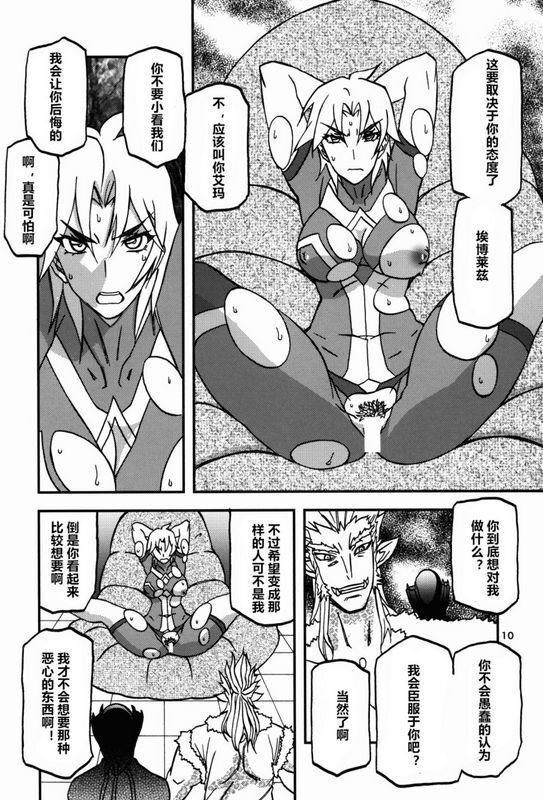 这要取决于你的态度了
埃博莱兹
不，应该叫你艾玛
你不要小看我们
我会让你后悔的
啊，真是可怕啊
你到底想对我
做什么？
你不会愚蠢的认为
我会臣服于你吧？
当然了啊
不过希望变成那
样的人可不是我
倒是你看起来
比较想要啊
我才不会想要那种
恶心的东西啊！
10